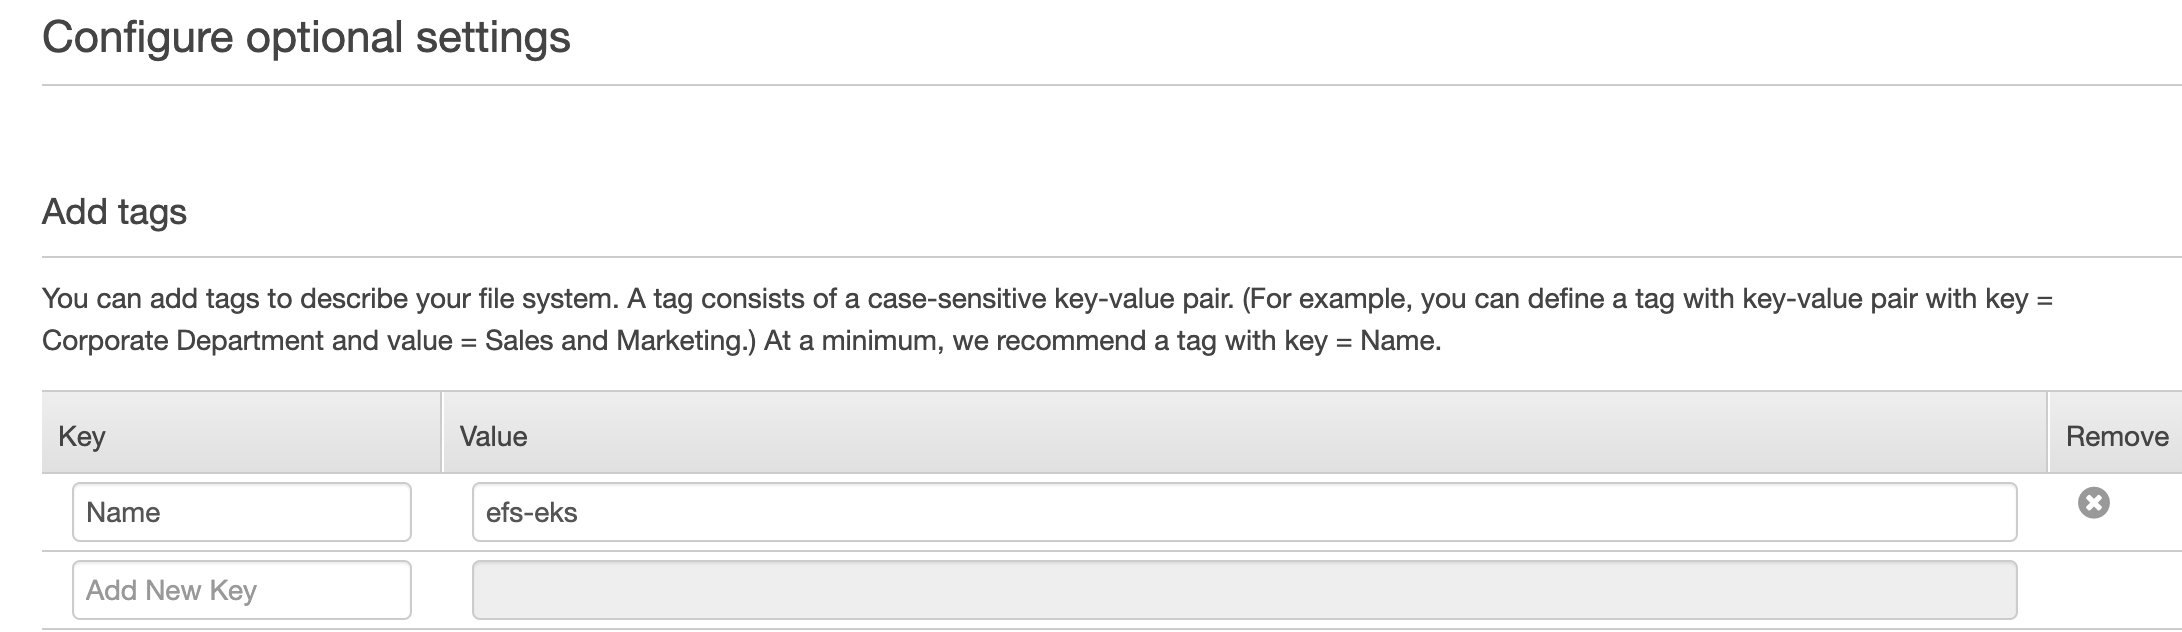 Configure optional settings
Add tags
You can add tags to describe your file system. A tag consists of a case-sensitive key-value pair. (For example, you can define a tag with key-value pair with key =
Corporate Department and value = Sales and Marketing.) At a minimum, we recommend a tag with key = Name.
Key Value Remove
Name efs-eks
Add New Key